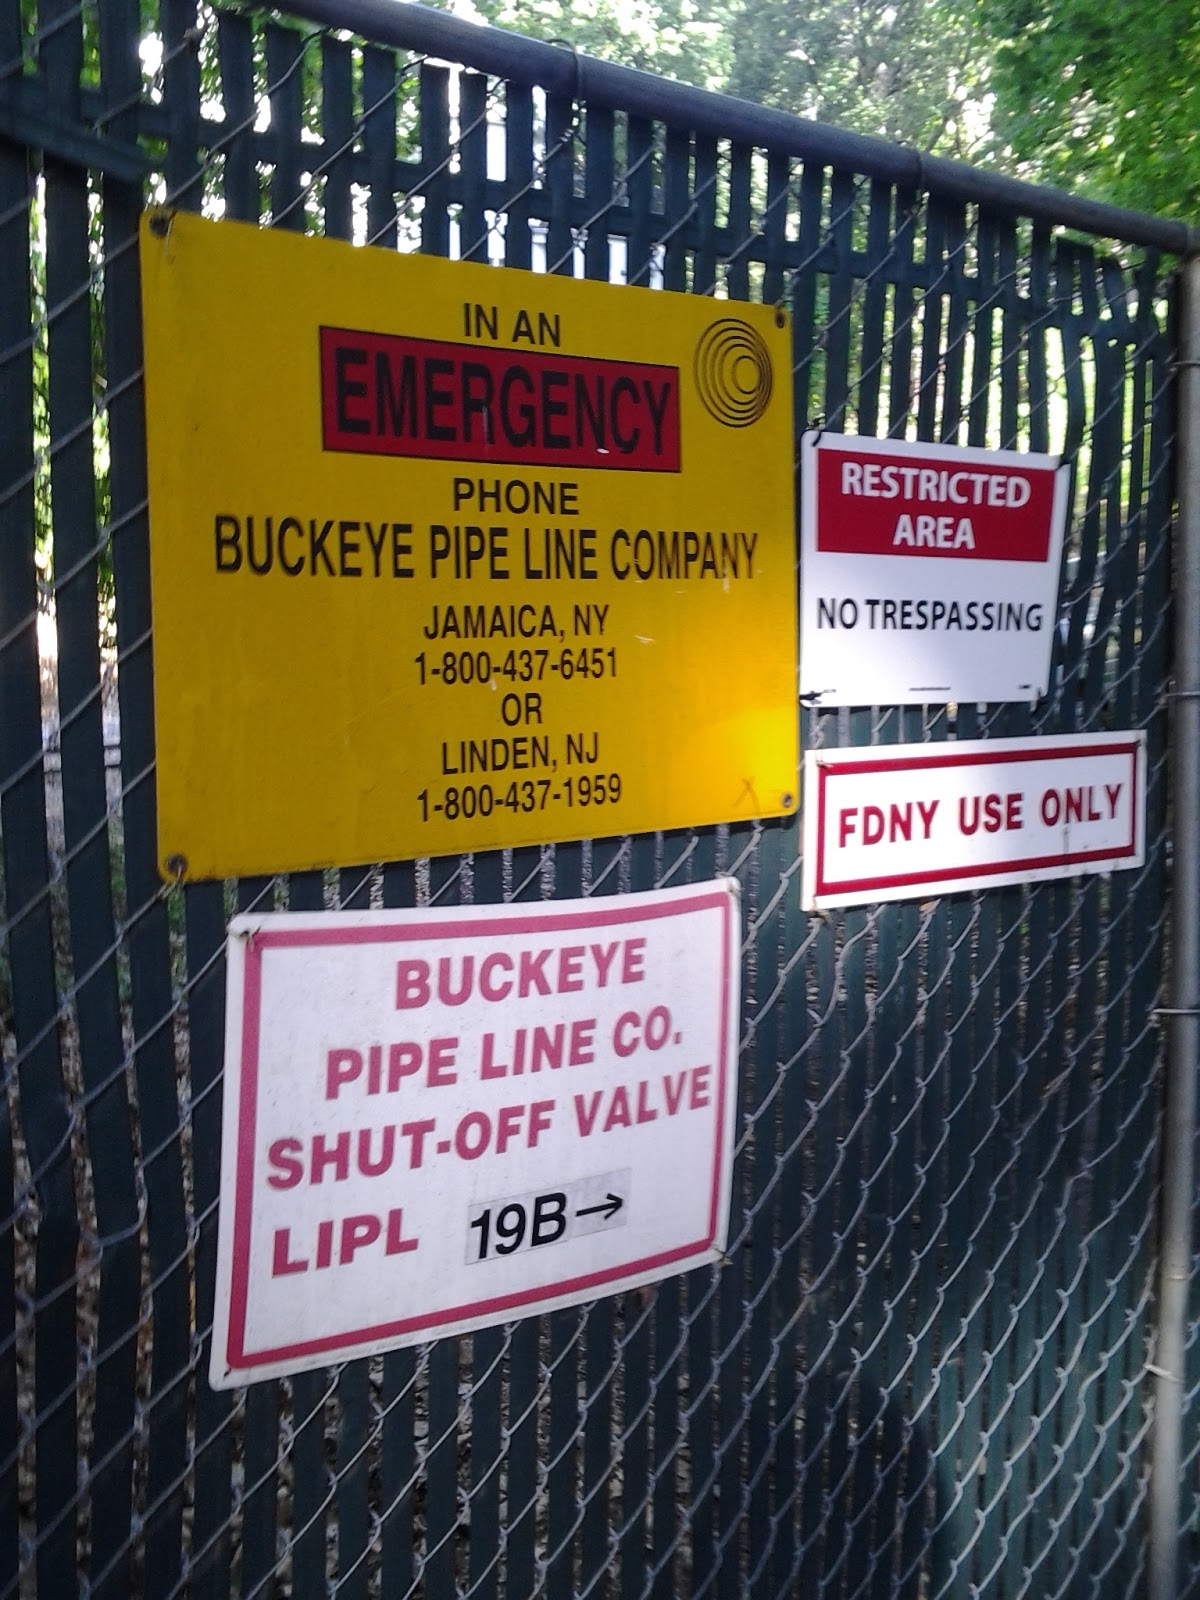 IN AN
EMERGENCY
PHONE
BUCKEYE PIPE LINE COMPANY
JAMAICA, NY
1-800-437-6451
OR
LINDEN, NJ
1-800-437-1959
RESTRICTED
AREA
NO TRESPASSING
FDNY USE ONLY
BUCKEYE
PIPE LINE CO.
SHUT-OFF VALVE
LIPL 19B→